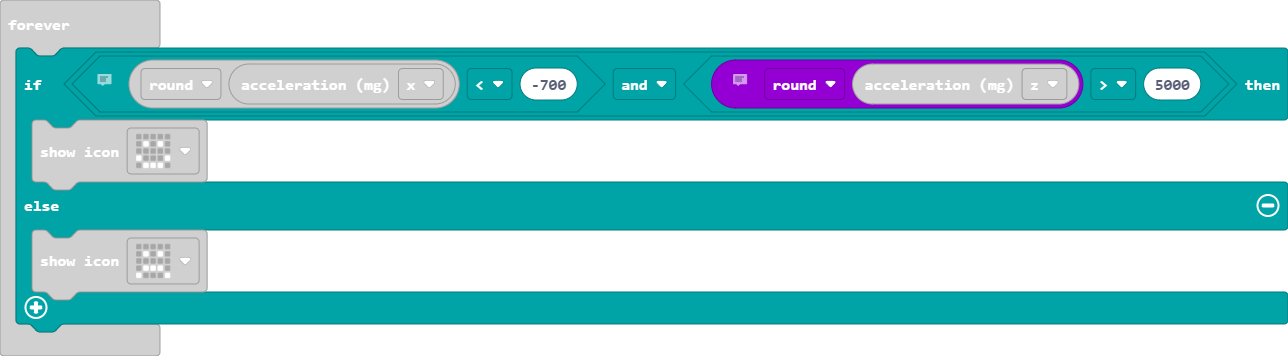 forever
if round acceleration (mg) x < -700 and round acceleration (mg) z > 5000 then
show icon
else
show icon